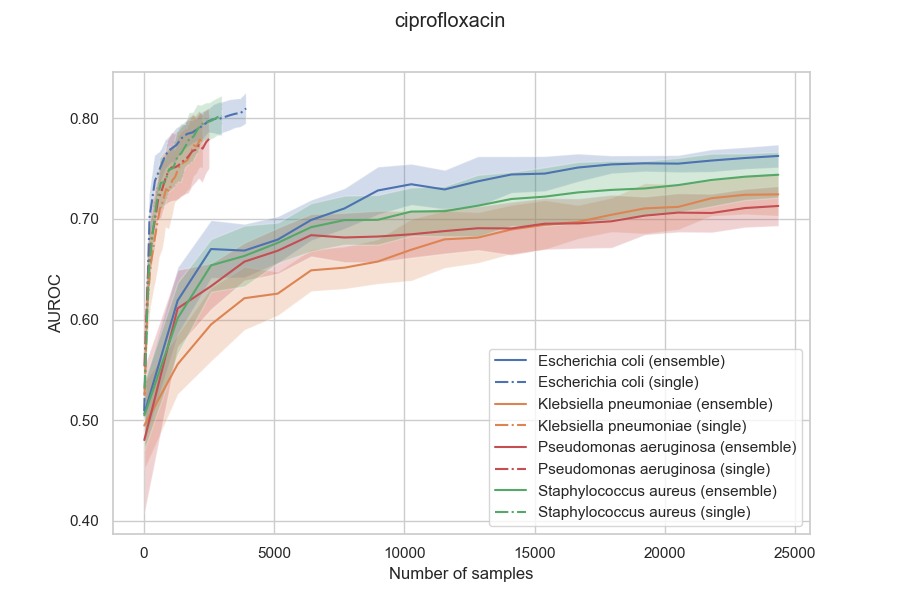 ciprofloxacin
0.80
0.70
0.60
0.50
0.40
AUROC
0
5000
10000
15000
20000
25000
Number of samples
Escherichia coli (ensemble)
Escherichia coli (single)
Klebsiella pneumoniae (ensemble)
Klebsiella pneumoniae (single)
Pseudomonas aeruginosa (ensemble)
Pseudomonas aeruginosa (single)
Staphylococcus aureus (ensemble)
Staphylococcus aureus (single)